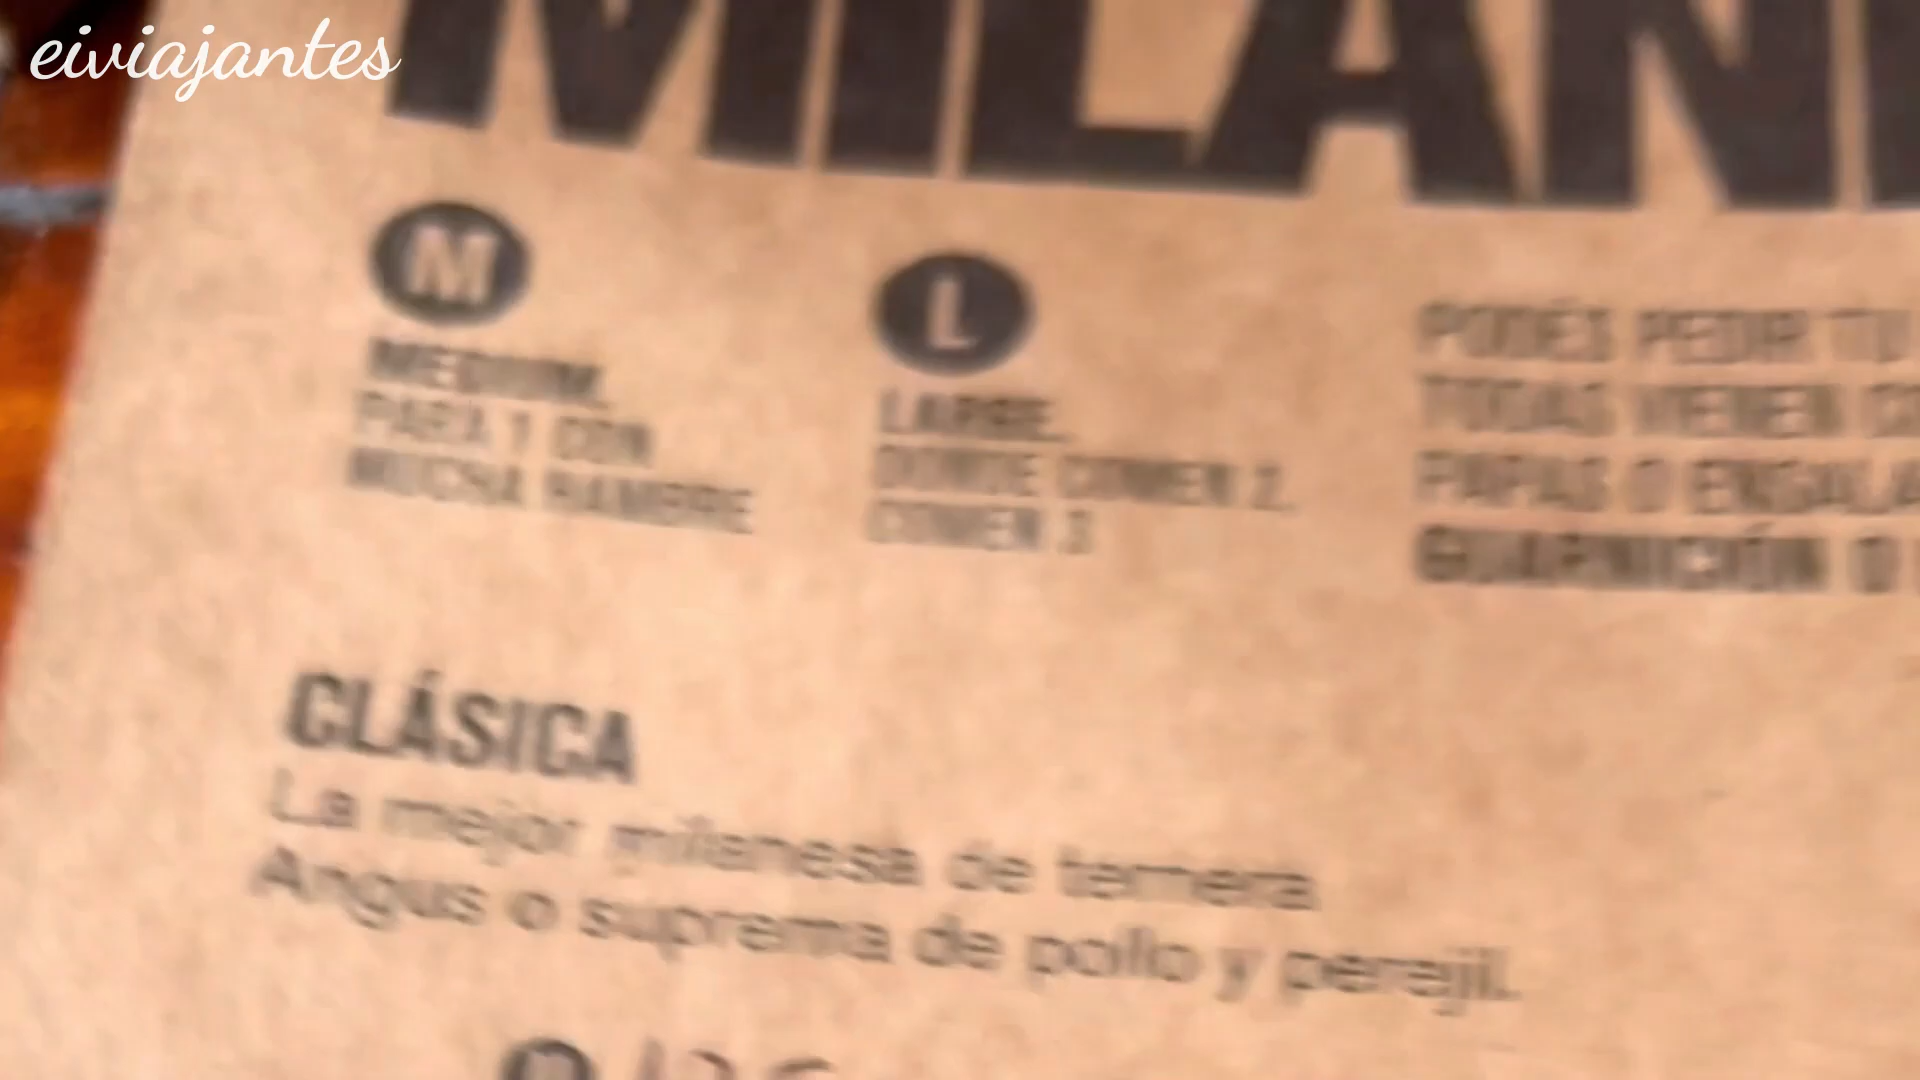 eiviajantes
MILAN
M
MEDIUM.
PARA 1 CON
MUCHA HAMBRE
L
LARGE.
DONDE COMEN 2,
COMEN 3
PODÉS PEDIR TU
TODAS VIENEN
PAPAS O
GUARNICIÓN O
CLÁSICA
La mejor milanesa de ternera
Angus o suprema de pollo y perejil.